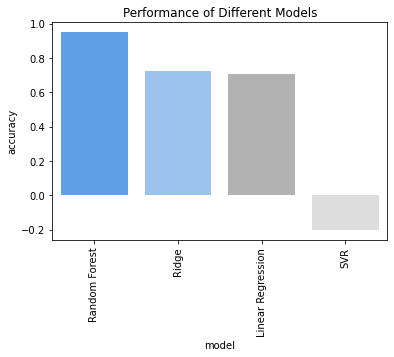 Performance of Different Models
accuracy
1.0
0.8
0.6
0.4
0.2
0.0
−0.2
Random Forest
Ridge
Linear Regression
SVR
model